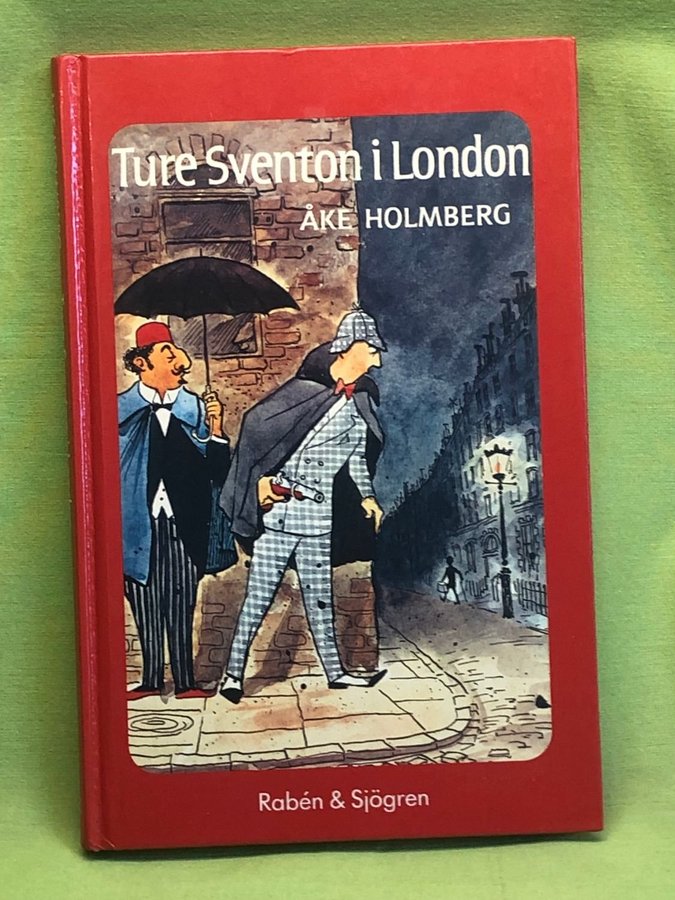 Ture Sventon i London
ÅKE HOLMBERG
Rabén & Sjögren